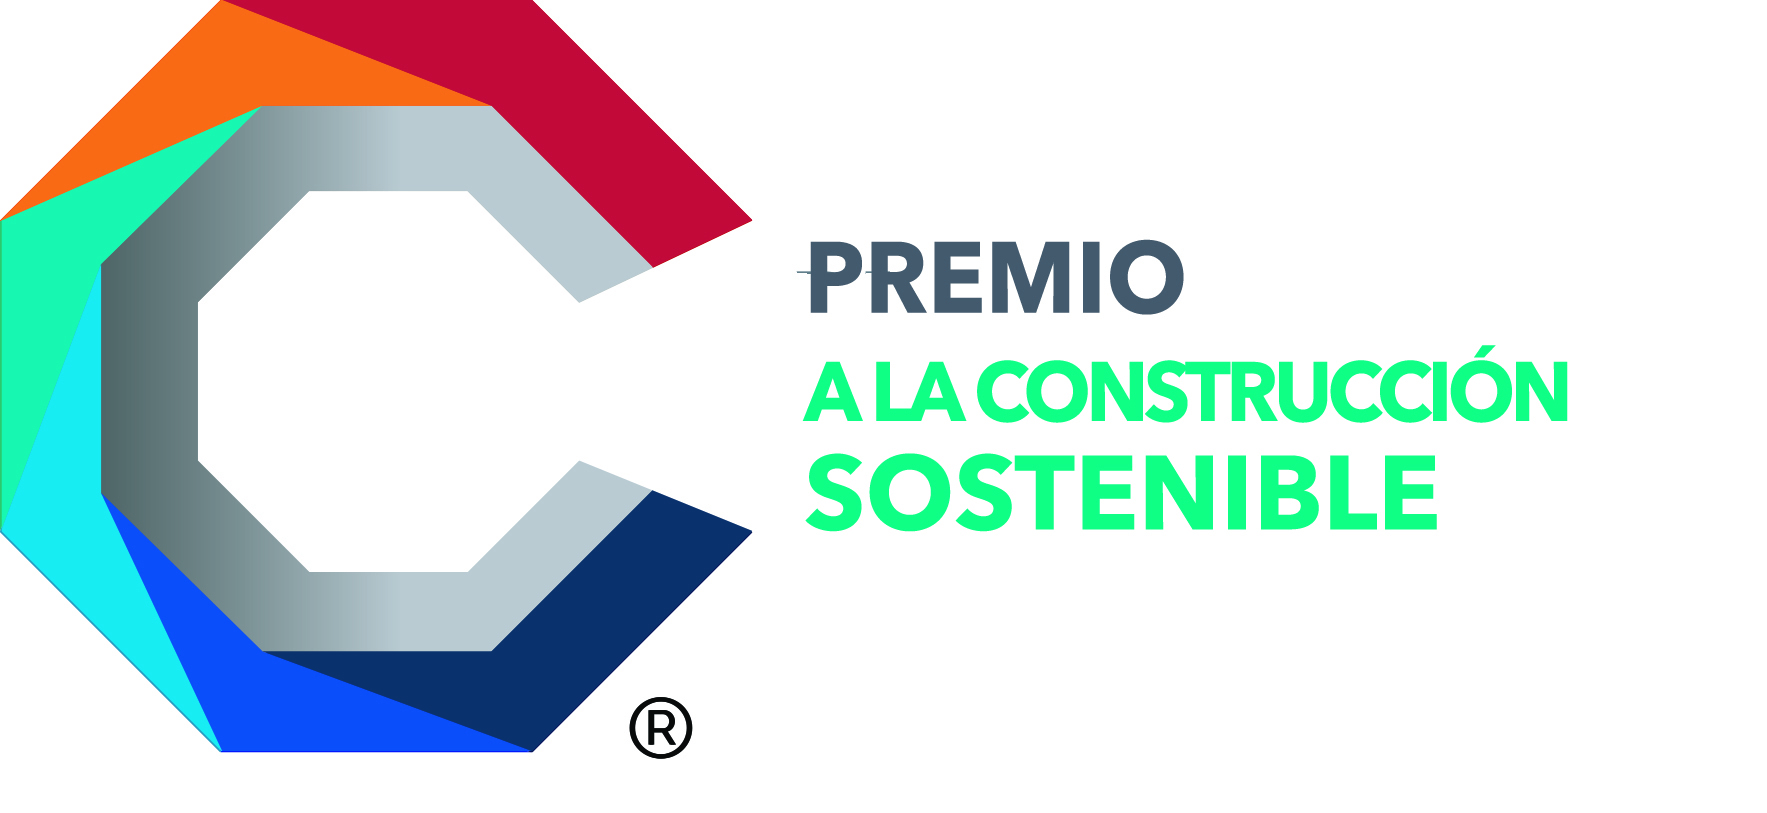 PREMIO
A LA CONSTRUCCIÓN
SOSTENIBLE
®